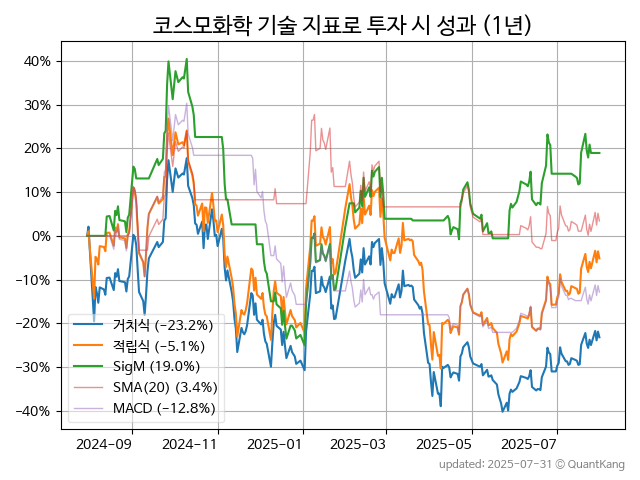 코스모화학 기술 지표로 투자 시 성과 (1년)
40%
30%
20%
10%
0%
−10%
−20%
−30%
−40%
거치식 (−23.2%)
적립식 (−5.1%)
SigM (19.0%)
SMA(20) (3.4%)
MACD (−12.8%)
2024−09 2024−11 2025−01 2025−03 2025−05 2025−07
updated: 2025-07-31 © QuantKang